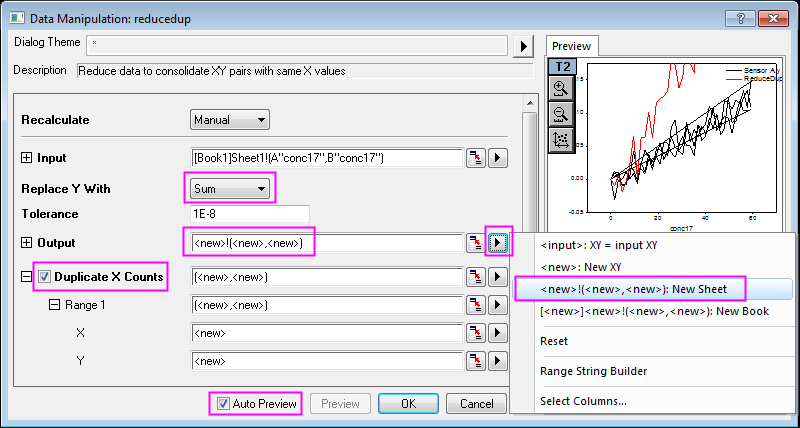 Data Manipulation: reducedup
Dialog Theme *
Description Reduce data to consolidate XY pairs with same X values
Recalculate Manual
Input [Book1]Sheet1!(A"conc17",B"conc17")
Replace Y With Sum
Tolerance 1E-8
Output <new>!(<new>,<new>)
Duplicate X Counts (<new>,<new>)
Range 1 (<new>,<new>)
X <new>
Y <new>
Auto Preview Preview OK Cancel
Preview
T2
Sensor A,y
ReduceDup
1.5
1.0
0.5
0.0
-0.5
0 20 40 60
conc17
<input>: XY = input XY
<new>: New XY
<new>!(<new>,<new>): New Sheet
[<new>]<new>!(<new>,<new>): New Book
Reset
Range String Builder
Select Columns...